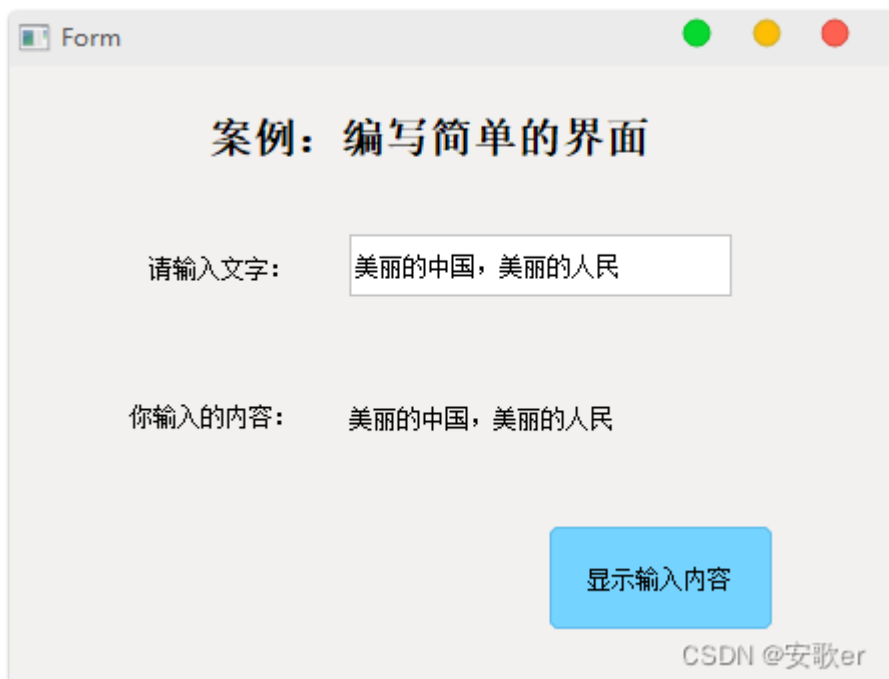 Form
案例：编写简单的界面
请输入文字：
美丽的中国，美丽的人民
你输入的内容：
美丽的中国，美丽的人民
显示输入内容
CSDN @安歌er